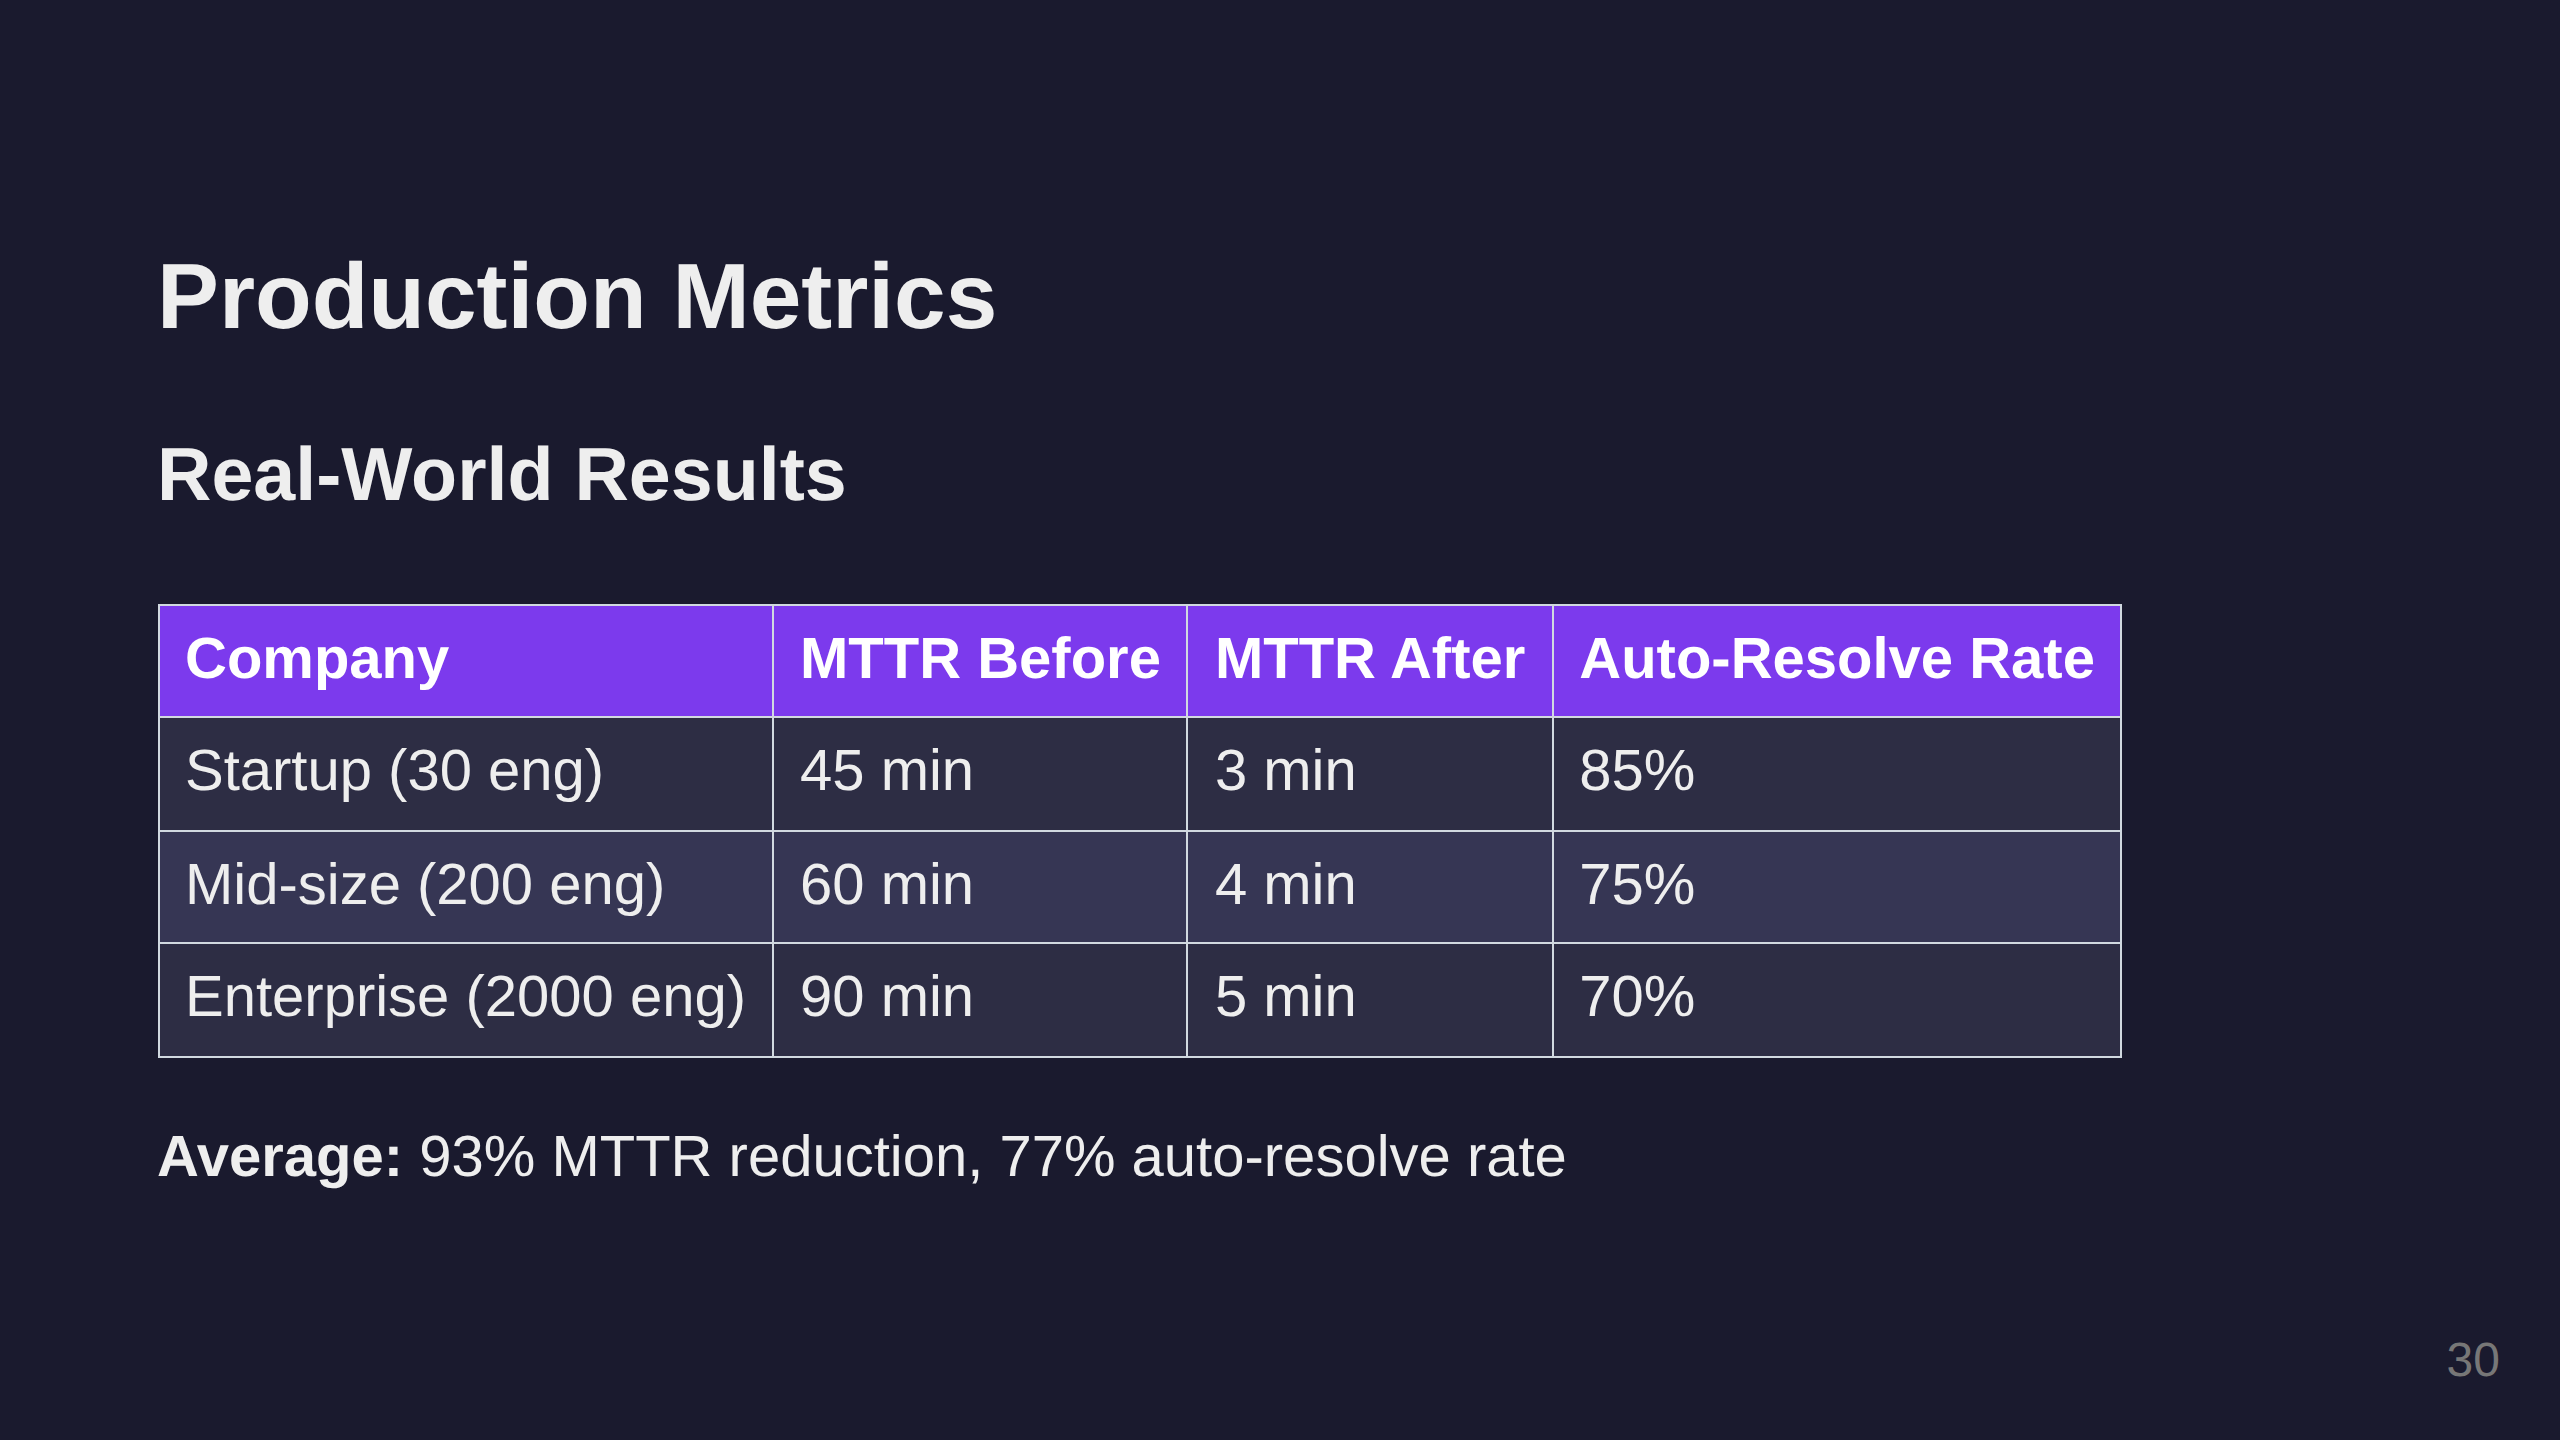 Production Metrics
Real-World Results
Company MTTR Before MTTR After Auto-Resolve Rate
Startup (30 eng) 45 min 3 min 85%
Mid-size (200 eng) 60 min 4 min 75%
Enterprise (2000 eng) 90 min 5 min 70%
Average: 93% MTTR reduction, 77% auto-resolve rate
30